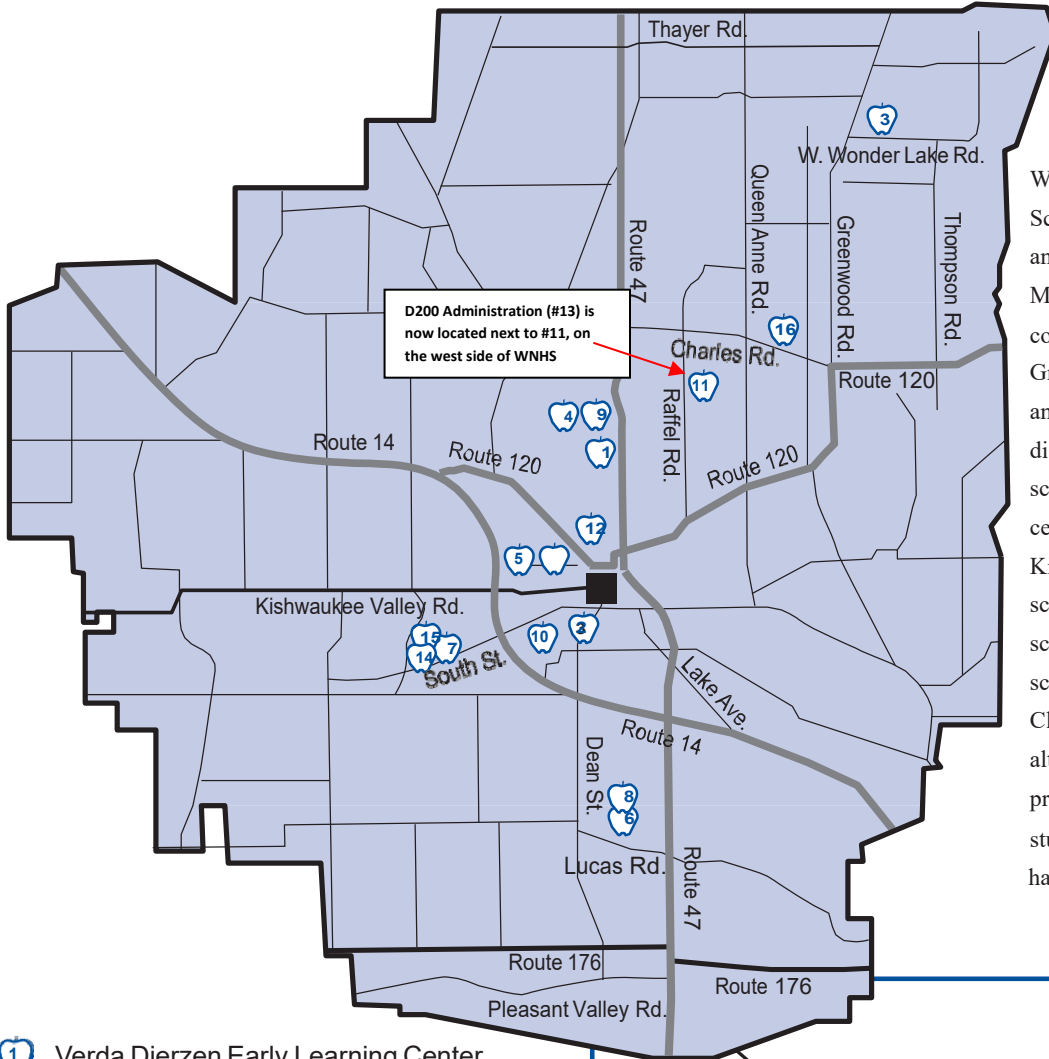 Thayer Rd.
3
W. Wonder Lake Rd.
Route 47
Queen Anne Rd.
Greenwood Rd.
Thompson Rd.
D200 Administration (#13) is
now located next to #11, on
the west side of WNHS
16
Charles Rd.
11
Route 120
Raffel Rd.
4
9
1
Route 14
Route 120
Route 120
12
5
Kishwaukee Valley Rd.
15
7
14
10
South St.
Lake Ave.
Route 14
Dean St.
8
6
Lucas Rd.
Route 47
Route 176
Route 176
Pleasant Valley Rd.
1 Verda Dierzen Early Learning Center